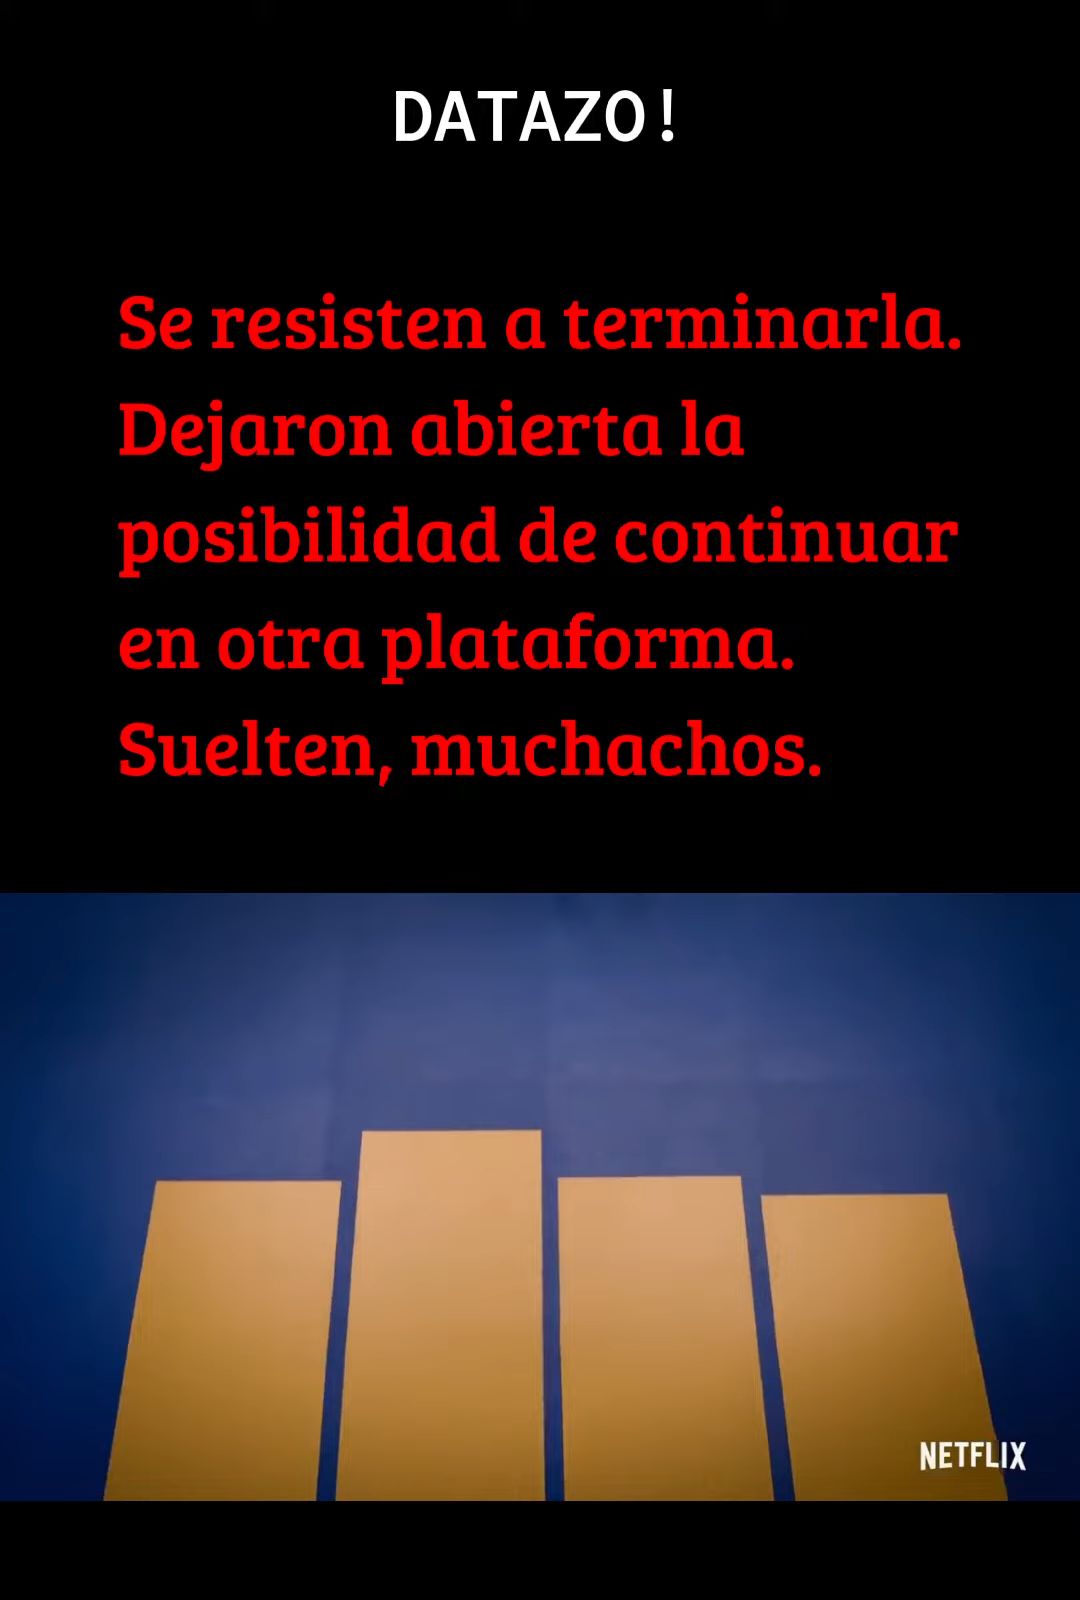 DATAZO!
Se resisten a terminarla.
Dejaron abierta la
posibilidad de continuar
en otra plataforma.
Suelten, muchachos.
NETFLIX